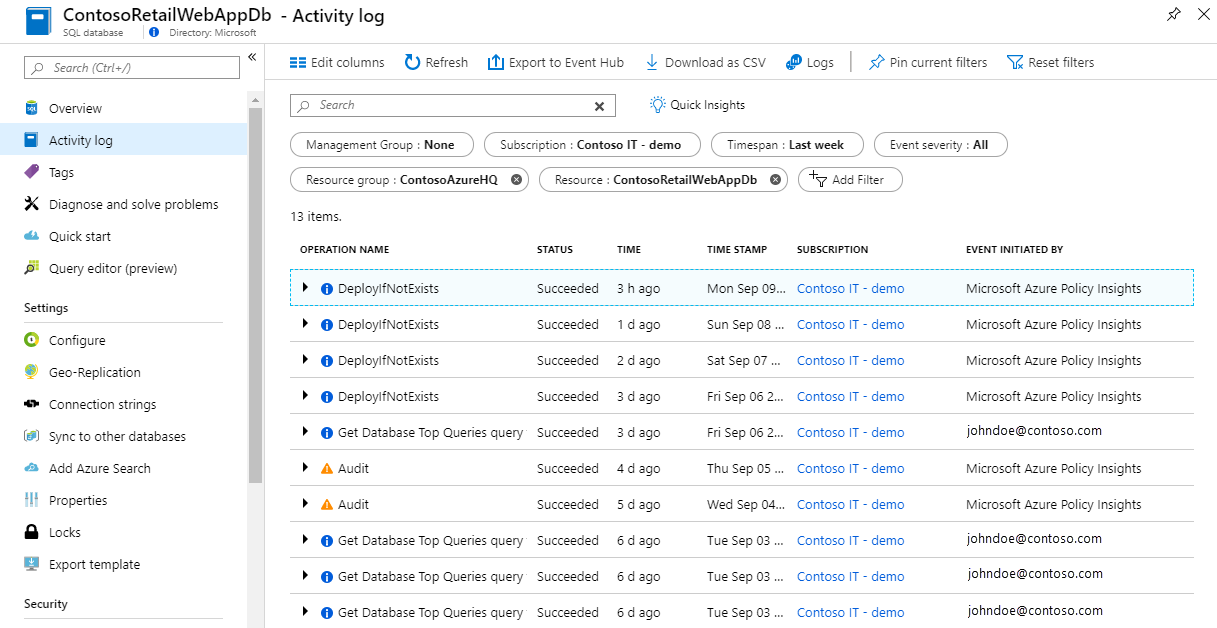 ContosoRetailWebAppDb - Activity log
SQL database Directory: Microsoft
Search (Ctrl+/)
«
Overview
Activity log
Tags
Diagnose and solve problems
Quick start
Query editor (preview)
Settings
Configure
Geo-Replication
Connection strings
Sync to other databases
Add Azure Search
Properties
Locks
Export template
Security
Edit columns Refresh Export to Event Hub Download as CSV Logs Pin current filters Reset filters
Search Quick Insights
Management Group : None Subscription : Contoso IT - demo Timespan : Last week Event severity : All
Resource group : ContosoAzureHQ Resource : ContosoRetailWebAppDb Add Filter
13 items.
OPERATION NAME STATUS TIME TIME STAMP SUBSCRIPTION EVENT INITIATED BY
DeployIfNotExists Succeeded 3 h ago Mon Sep 09... Contoso IT - demo Microsoft Azure Policy Insights
DeployIfNotExists Succeeded 1 d ago Sun Sep 08 ... Contoso IT - demo Microsoft Azure Policy Insights
DeployIfNotExists Succeeded 2 d ago Sat Sep 07 ... Contoso IT - demo Microsoft Azure Policy Insights
DeployIfNotExists Succeeded 3 d ago Fri Sep 06 2... Contoso IT - demo Microsoft Azure Policy Insights
Get Database Top Queries query Succeeded 3 d ago Fri Sep 06 2... Contoso IT - demo johndoe@contoso.com
Audit Succeeded 4 d ago Thu Sep 05 ... Contoso IT - demo Microsoft Azure Policy Insights
Audit Succeeded 5 d ago Wed Sep 04... Contoso IT - demo Microsoft Azure Policy Insights
Get Database Top Queries query Succeeded 6 d ago Tue Sep 03 ... Contoso IT - demo johndoe@contoso.com
Get Database Top Queries query Succeeded 6 d ago Tue Sep 03 ... Contoso IT - demo johndoe@contoso.com
Get Database Top Queries query Succeeded 6 d ago Tue Sep 03 ... Contoso IT - demo johndoe@contoso.com